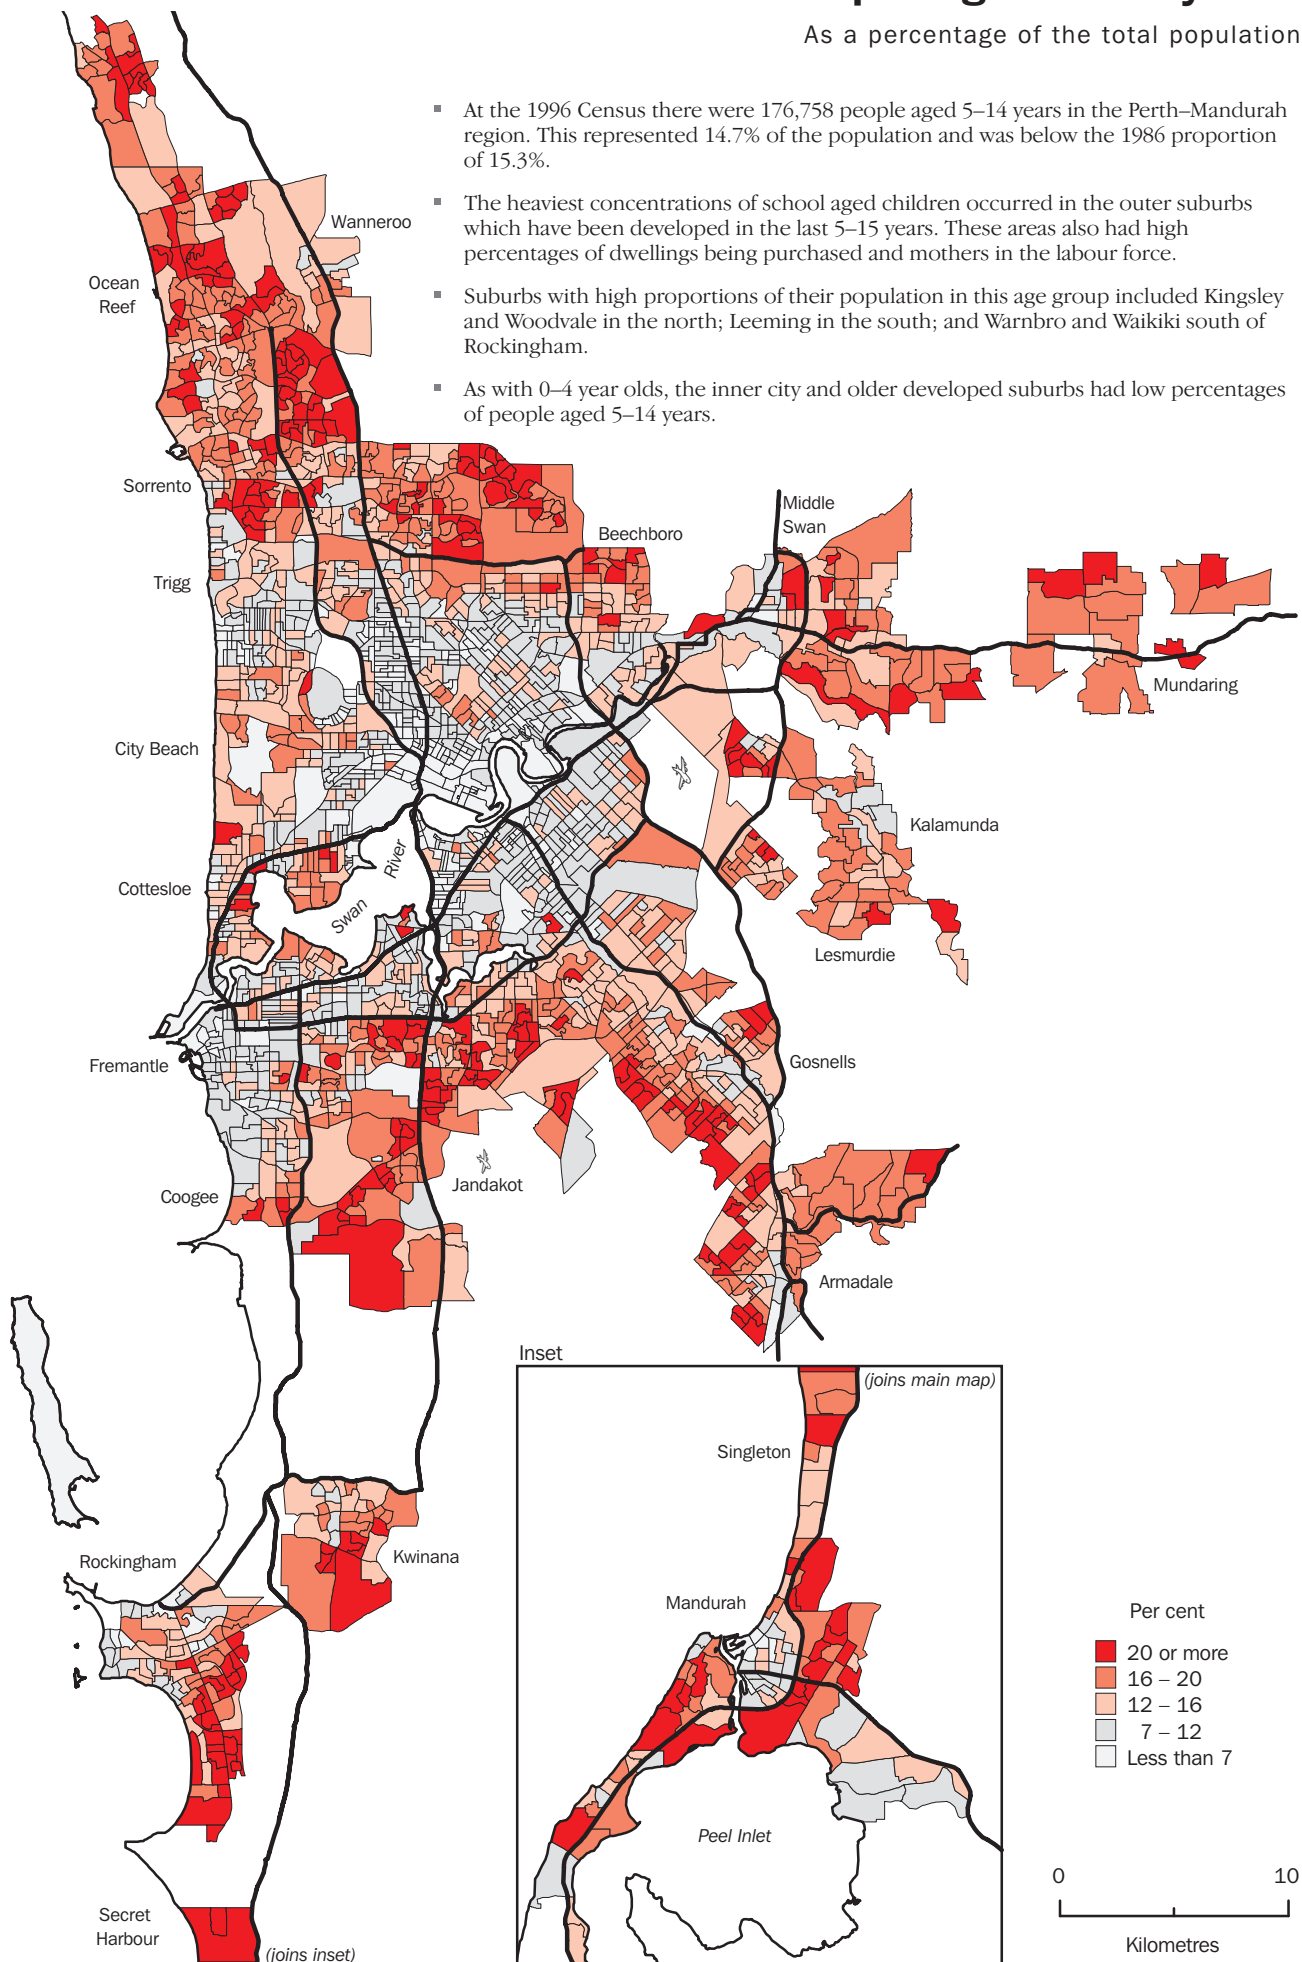 As a percentage of the total population
At the 1996 Census there were 176,758 people aged 5–14 years in the Perth–Mandurah
region. This represented 14.7% of the population and was below the 1986 proportion
of 15.3%.
The heaviest concentrations of school aged children occurred in the outer suburbs
which have been developed in the last 5–15 years. These areas also had high
percentages of dwellings being purchased and mothers in the labour force.
Suburbs with high proportions of their population in this age group included Kingsley
and Woodvale in the north; Leeming in the south; and Warnbro and Waikiki south of
Rockingham.
As with 0–4 year olds, the inner city and older developed suburbs had low percentages
of people aged 5–14 years.
Wanneroo
Ocean
Reef
Sorrento
Middle
Swan
Beechboro
Trigg
Mundaring
City Beach
Kalamunda
River
Cottesloe
Swan
Lesmurdie
Fremantle
Gosnells
Jandakot
Coogee
Armadale
Inset
(joins main map)
Singleton
Rockingham
Kwinana
Mandurah
Peel Inlet
Secret
Harbour
(joins inset)
Per cent
20 or more
16 – 20
12 – 16
7 – 12
Less than 7
0 10
Kilometres